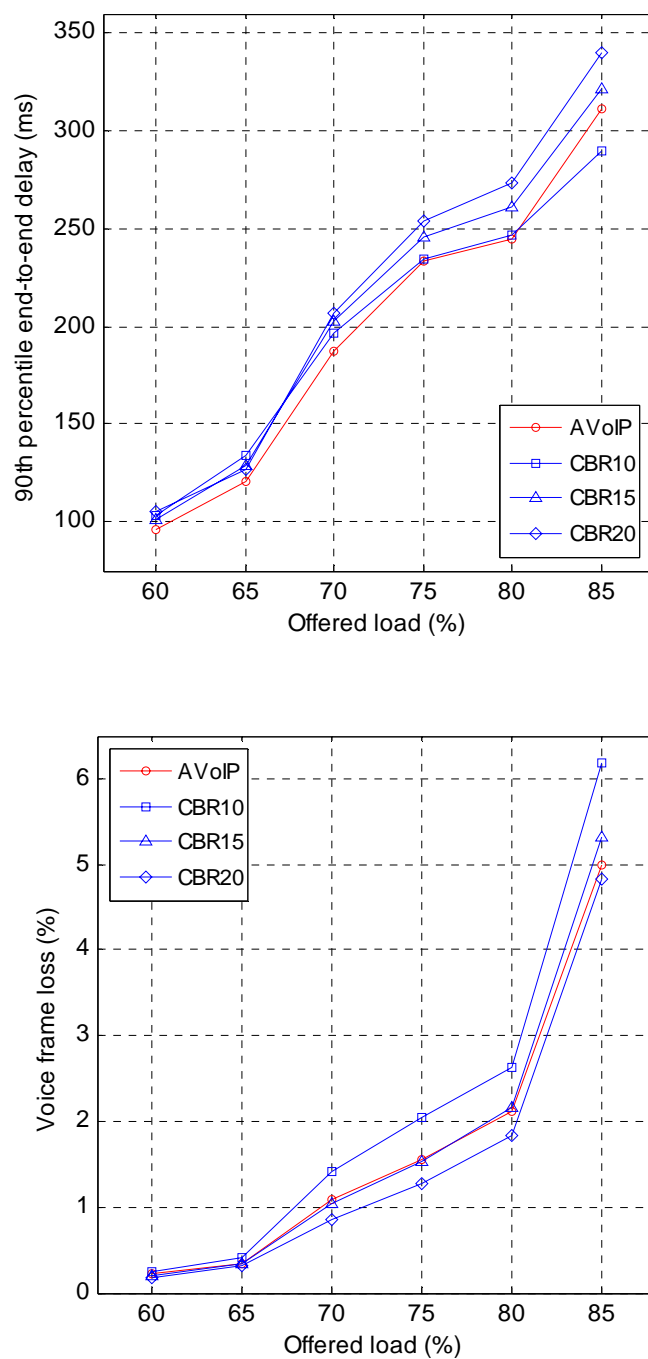 350
300
250
200
150
100
90th percentile end-to-end delay (ms)
AVoIP
CBR10
CBR15
CBR20
60 65 70 75 80 85
Offered load (%)
6
5
4
3
2
1
0
Voice frame loss (%)
AVoIP
CBR10
CBR15
CBR20
60 65 70 75 80 85
Offered load (%)